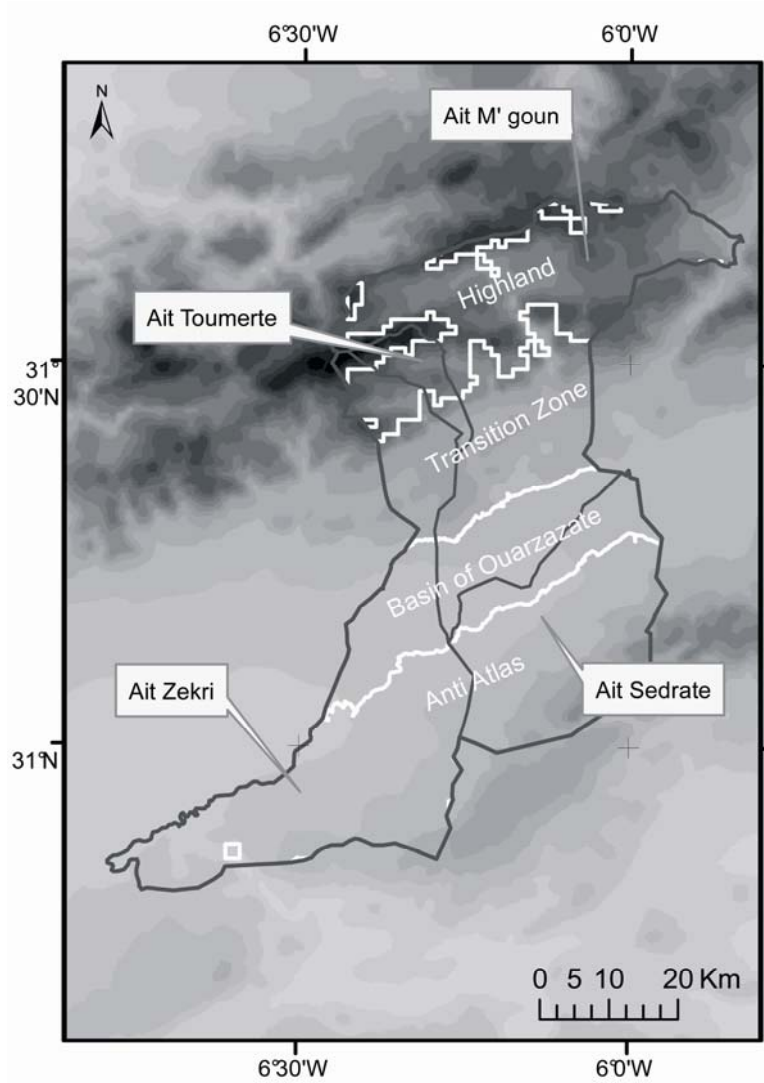 6°30'W 6°0'W
N
Ait M' goun
Highland
Ait Toumerte
31°
30'N
Transition Zone
Basin of Ouarzazate
Anti Atlas
Ait Zekri
Ait Sedrate
31°N
0 5 10 20 Km
6°30'W 6°0'W